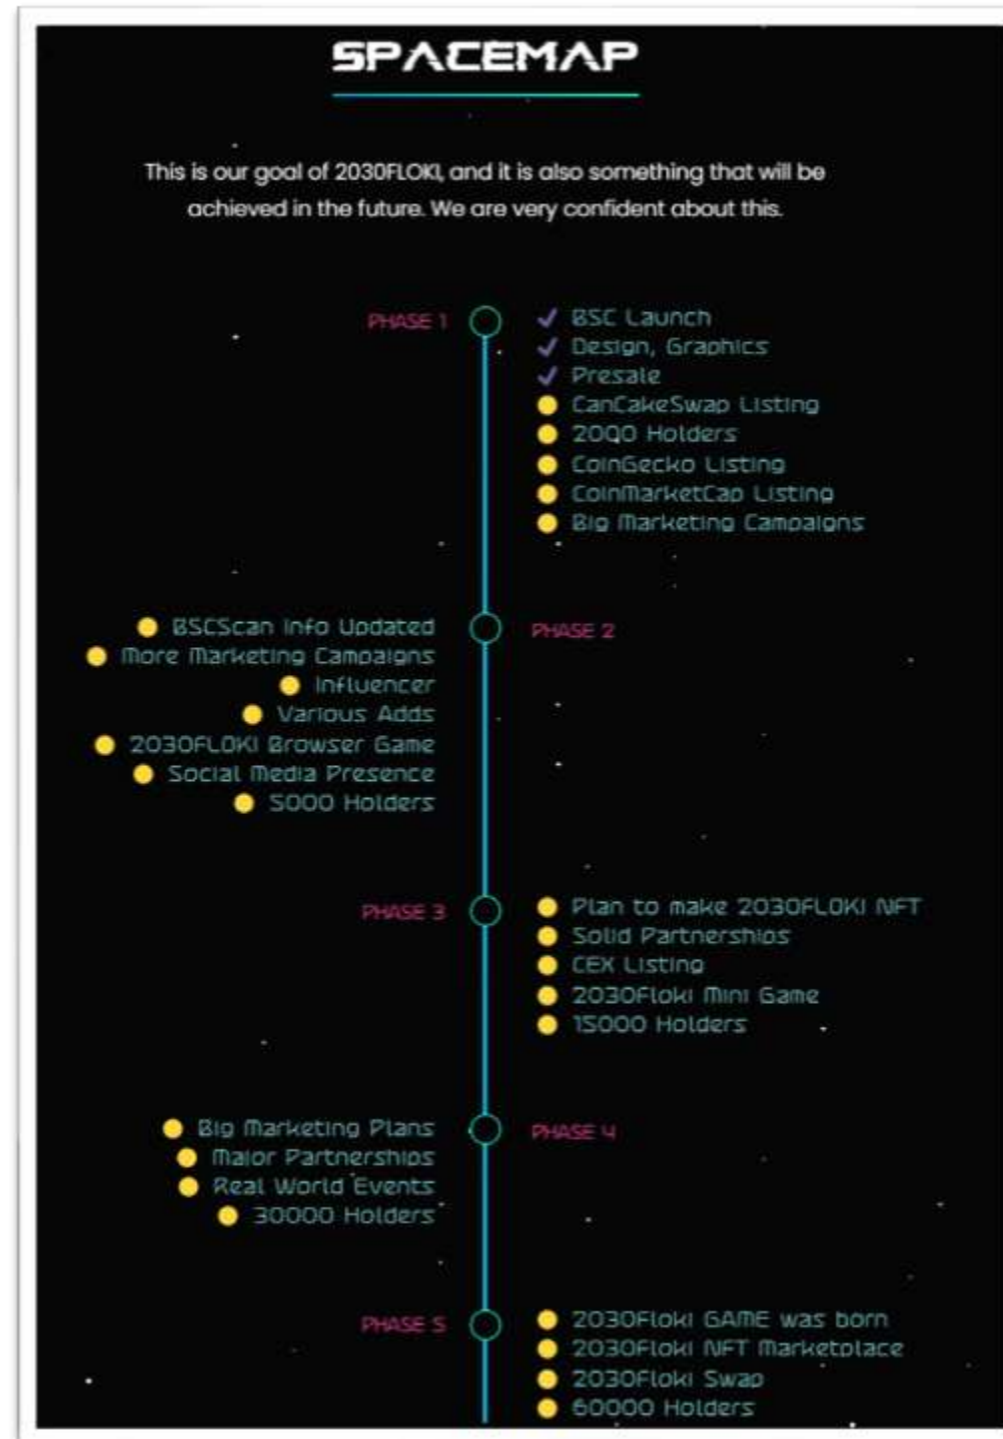 SPACEMAP
This is our goal of 2030FLOKI, and it is also something that will be
achieved in the future. We are very confident about this.
PHASE 1
BSC Launch
Design, Graphics
Presale
CanCakeSwap Listing
2000 Holders
CoinGecko Listing
CoinMarketCap Listing
Big Marketing Campaigns
PHASE 2
BSCScan Info Updated
More Marketing Campaigns
Influencer
Various Adds
2030FLOKI Browser Game
Social Media Presence
5000 Holders
PHASE 3
Plan to make 2030FLOKI NFT
Solid Partnerships
CEX Listing
2030Floki Mini Game
15000 Holders
PHASE 4
Big Marketing Plans
Major Partnerships
Real World Events
30000 Holders
PHASE 5
2030Floki GAME was born
2030Floki NFT Marketplace
2030Floki Swap
60000 Holders